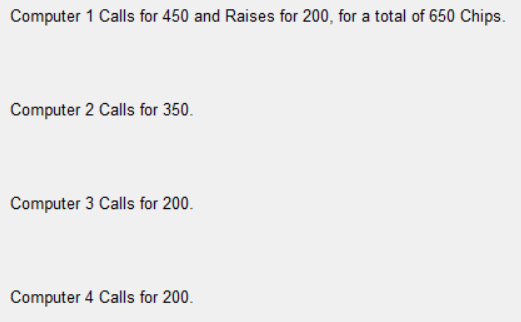 Computer 1 Calls for 450 and Raises for 200, for a total of 650 Chips.
Computer 2 Calls for 350.
Computer 3 Calls for 200.
Computer 4 Calls for 200.